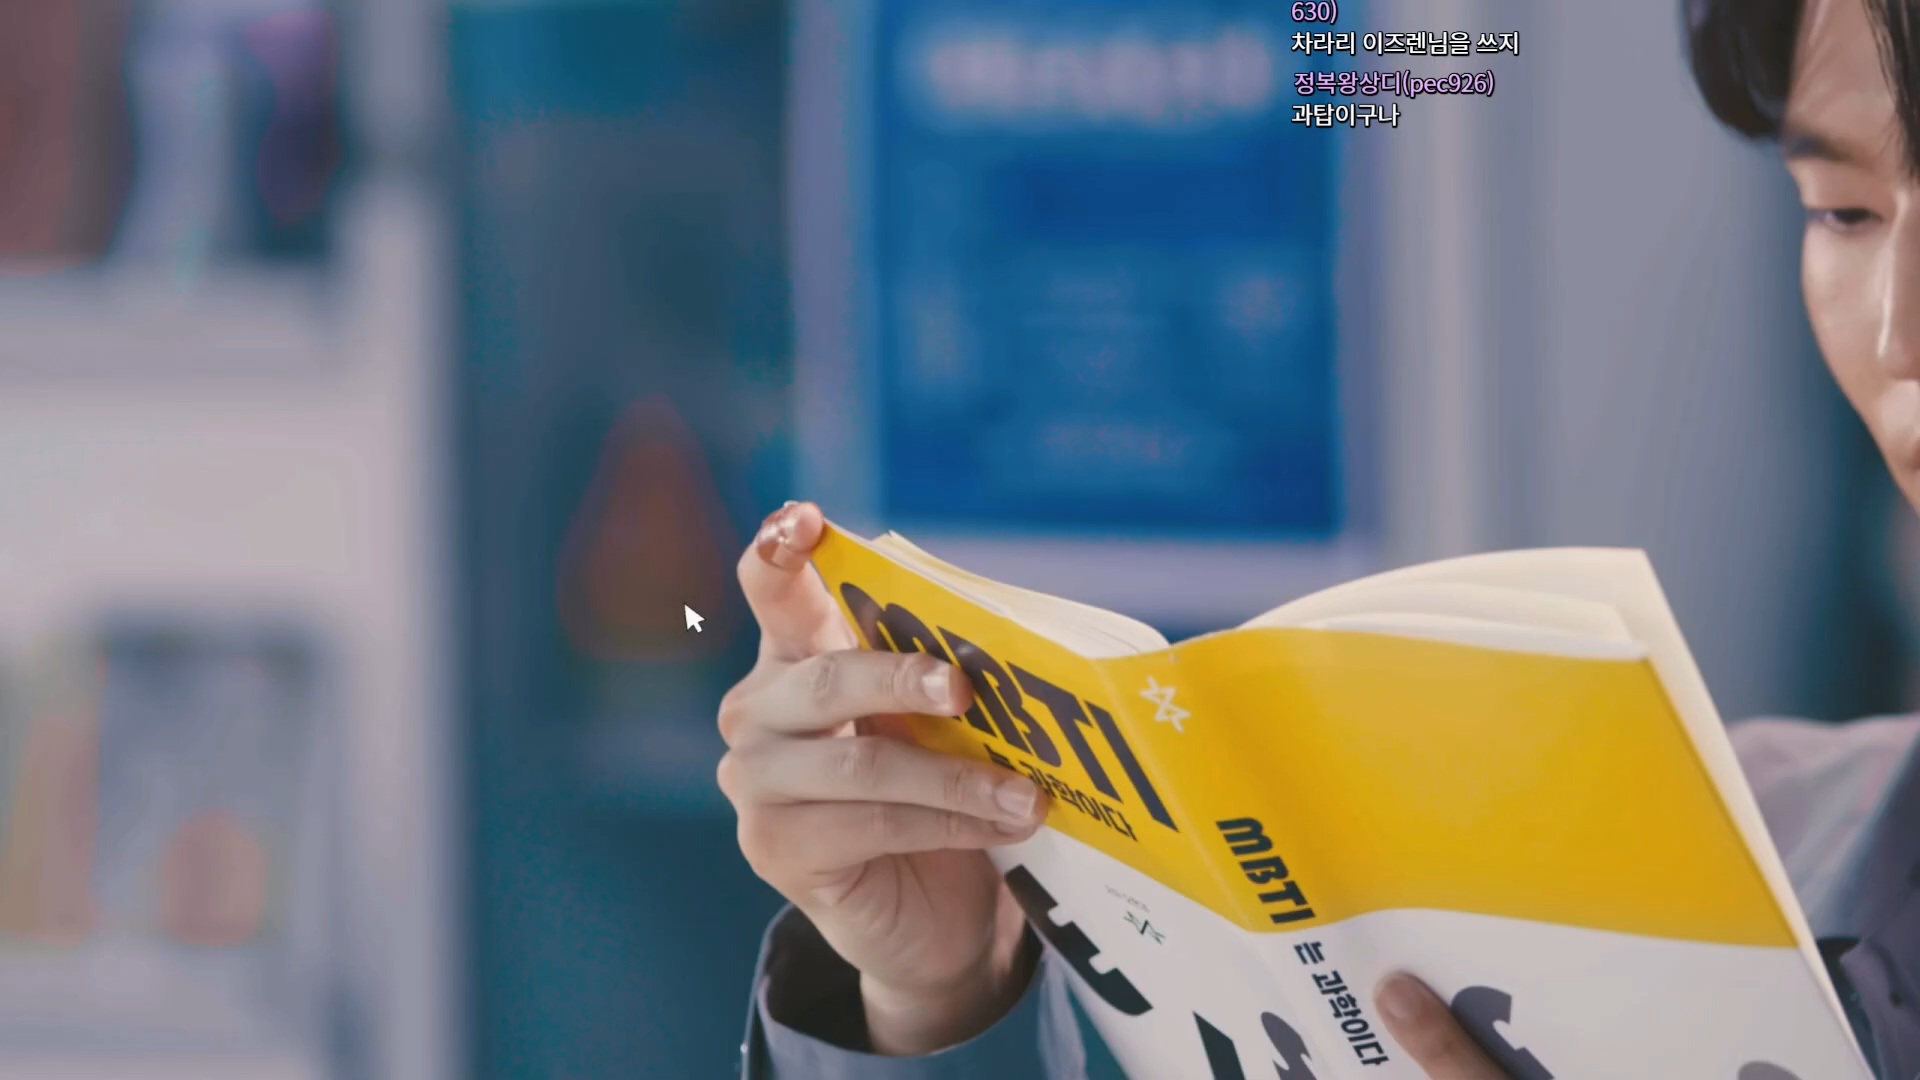 630)
차라리 이즈렌님을 쓰지
정복왕상디(pec926)
과탑이구나
MBTI
는 과학이다
MBTI
는 과학이다